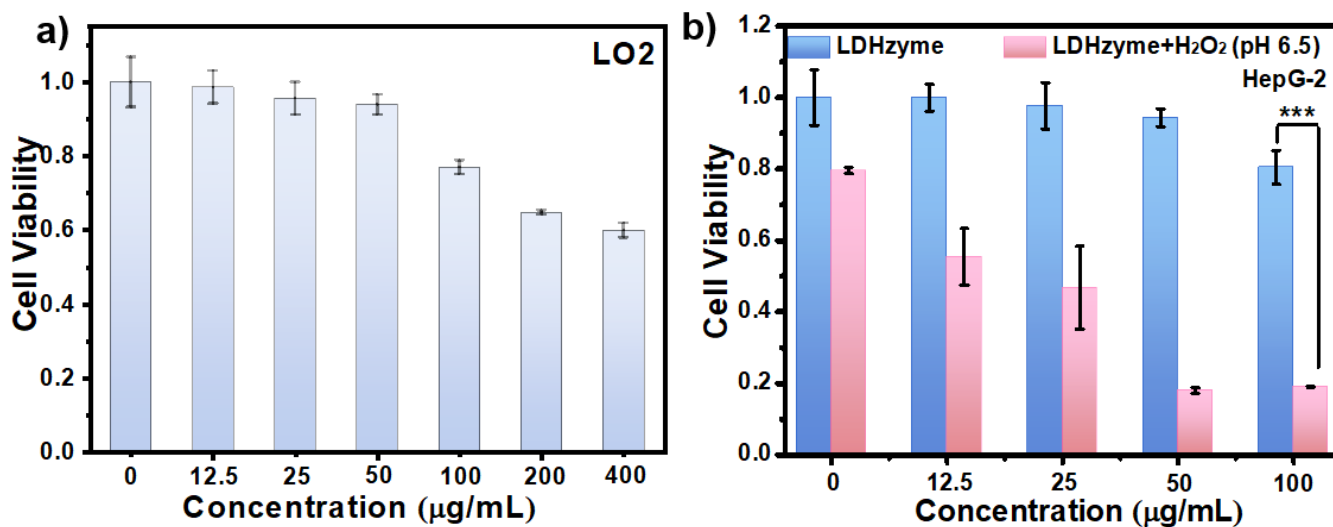 a)
LO2
1.0
0.8
0.6
0.4
0.2
0.0
Cell Viability
0 12.5 25 50 100 200 400
Concentration (μg/mL)
b)
LDHzyme
LDHzyme+H₂O₂ (pH 6.5)
HepG-2
***
1.2
1.0
0.8
0.6
0.4
0.2
0.0
Cell Viability
0 12.5 25 50 100
Concentration (μg/mL)